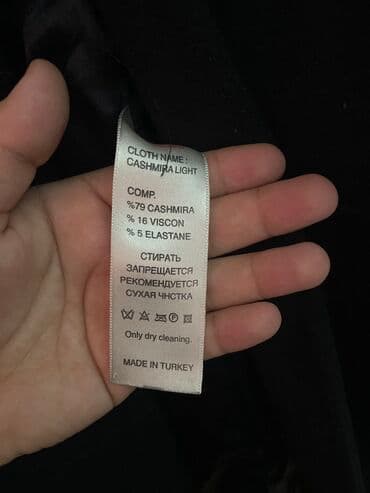 CLOTH NAME :
CASHMIRA LIGHT
COMP.
%79 CASHMIRA
% 16 VISCON
% 5 ELASTANE
СТИРАТЬ
ЗАПРЕЩАЕТСЯ
РЕКОМЕНДУЕТСЯ
СУХАЯ ЧНСТКА
Only dry cleaning.
MADE IN TURKEY